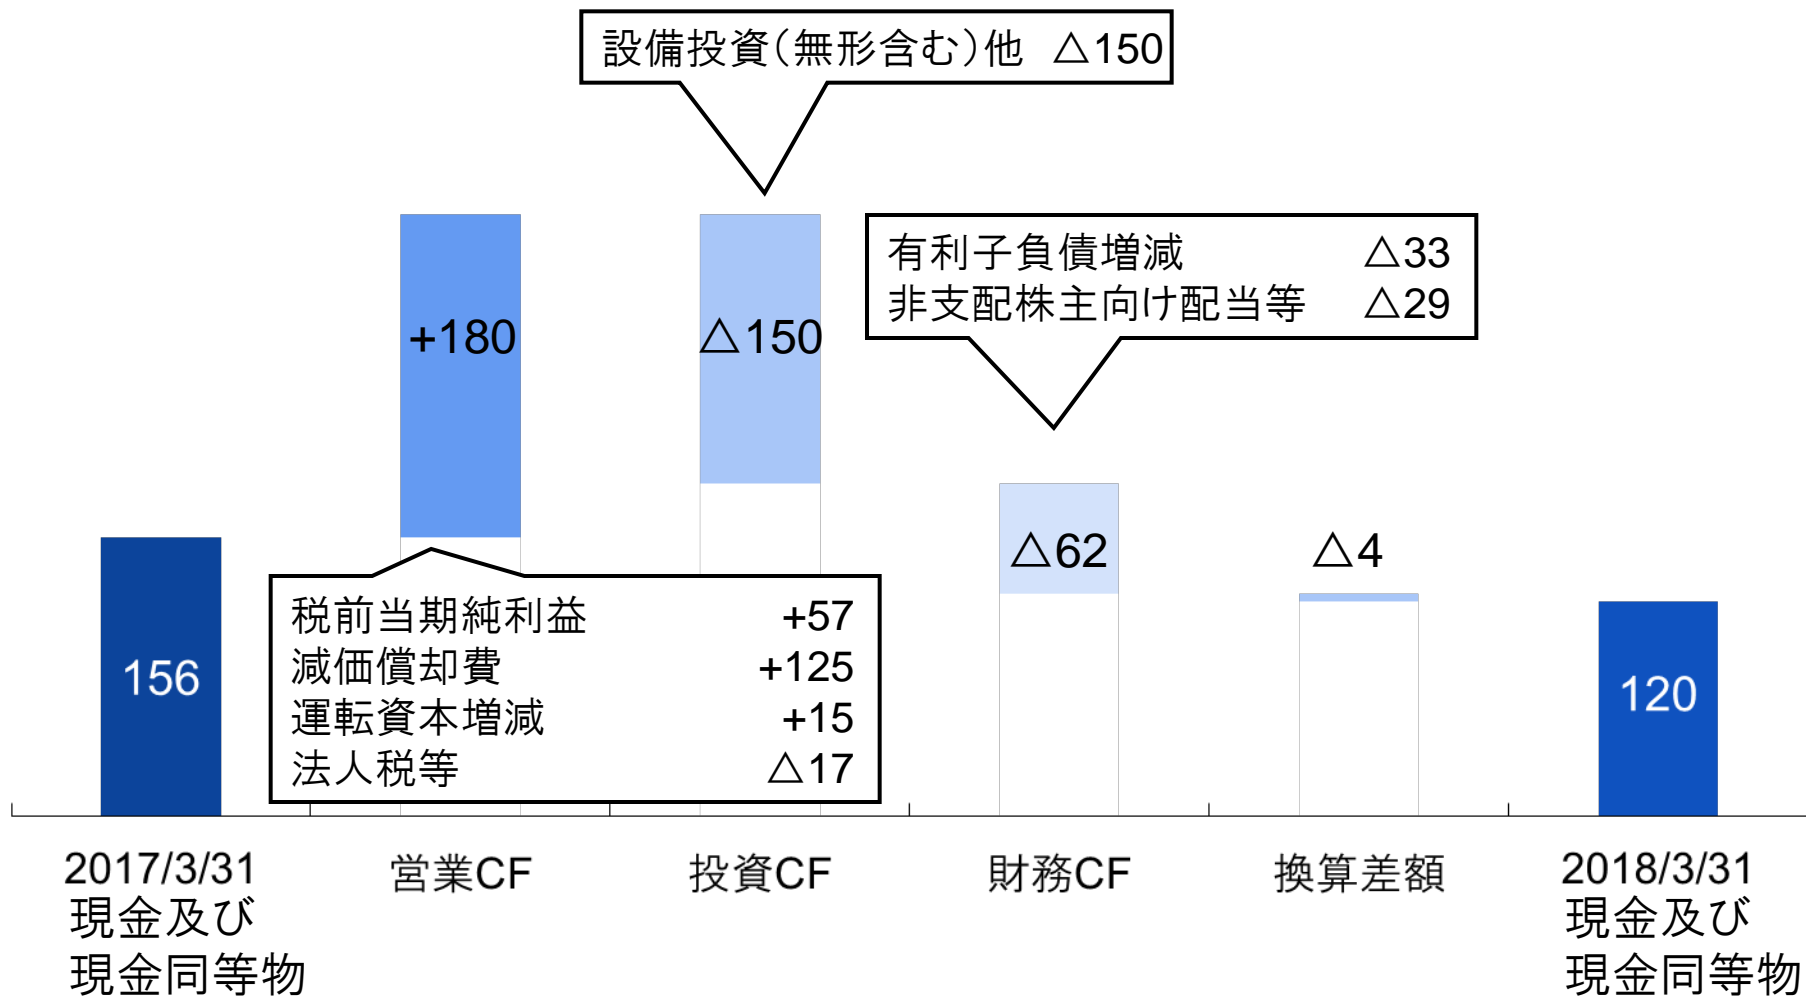 設備投資(無形含む)他 △150
+180
△150
有利子負債増減 △33
非支配株主向け配当等 △29
△62
△4
156
税前当期純利益 +57
減価償却費 +125
運転資本増減 +15
法人税等 △17
120
2017/3/31
現金及び
現金同等物
営業CF
投資CF
財務CF
換算差額
2018/3/31
現金及び
現金同等物